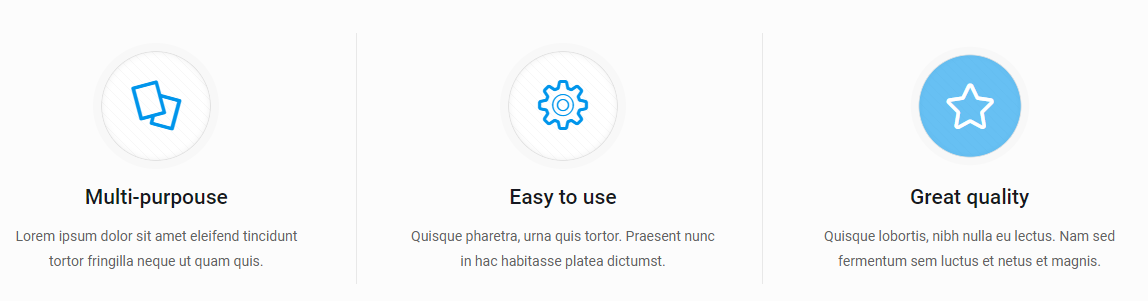 Multi-purpouse
Lorem ipsum dolor sit amet eleifend tincidunt
tortor fringilla neque ut quam quis.
Easy to use
Quisque pharetra, urna quis tortor. Praesent nunc
in hac habitasse platea dictumst.
Great quality
Quisque lobortis, nibh nulla eu lectus. Nam sed
fermentum sem luctus et netus et magnis.